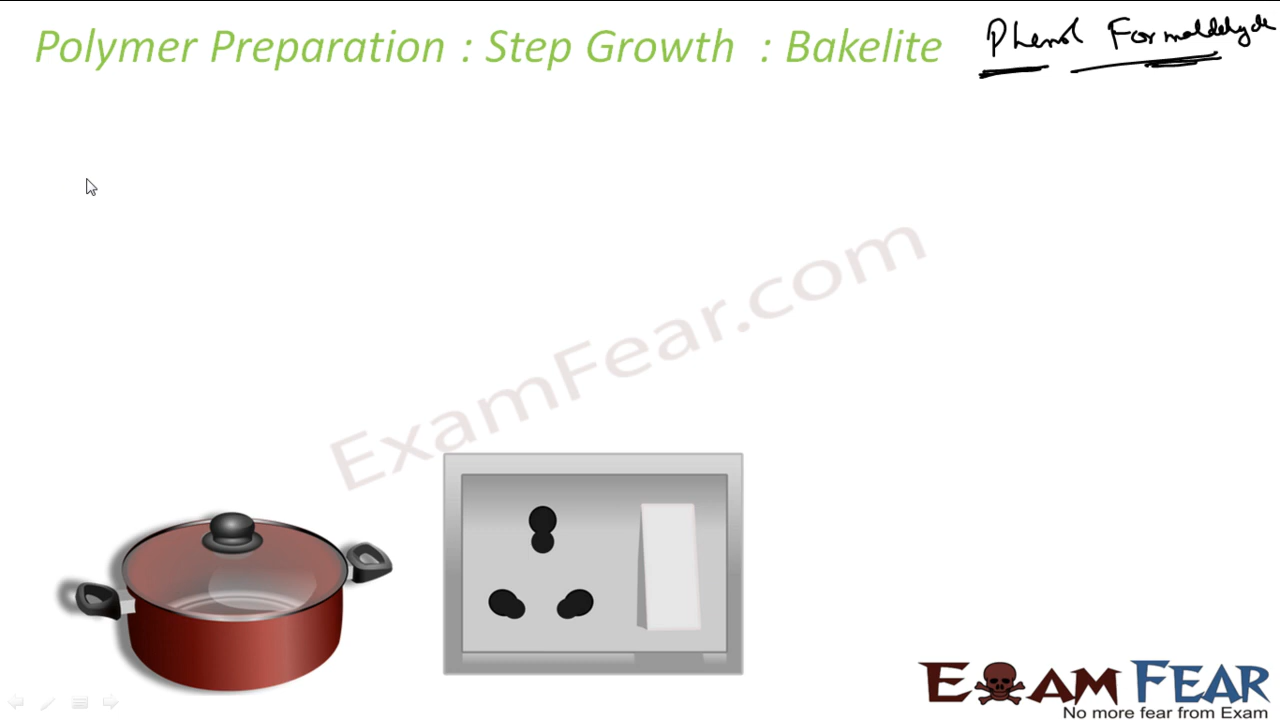 Polymer Preparation : Step Growth : Bakelite
Phenol Formaldehyde
ExamFear.com
EXAM FEAR
No more fear from Exam